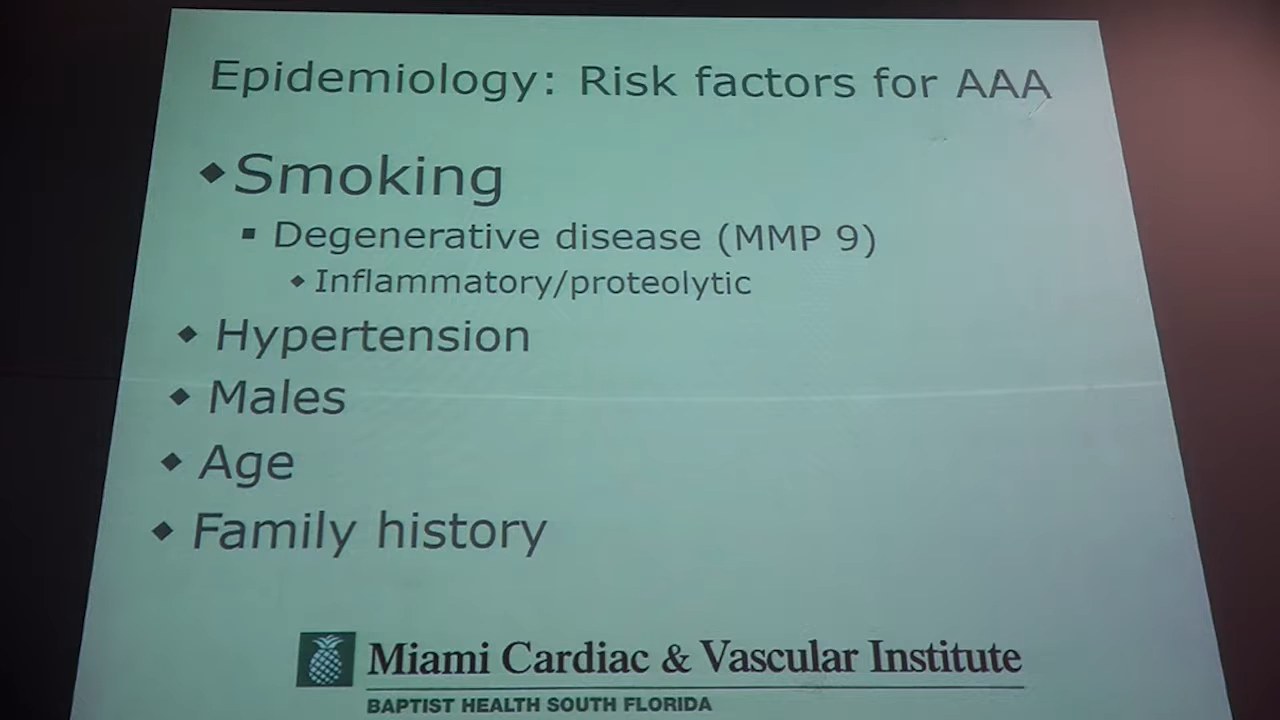 Epidemiology: Risk factors for AAA
Smoking
Degenerative disease (MMP 9)
Inflammatory/proteolytic
Hypertension
Males
Age
Family history
Miami Cardiac & Vascular Institute
BAPTIST HEALTH SOUTH FLORIDA